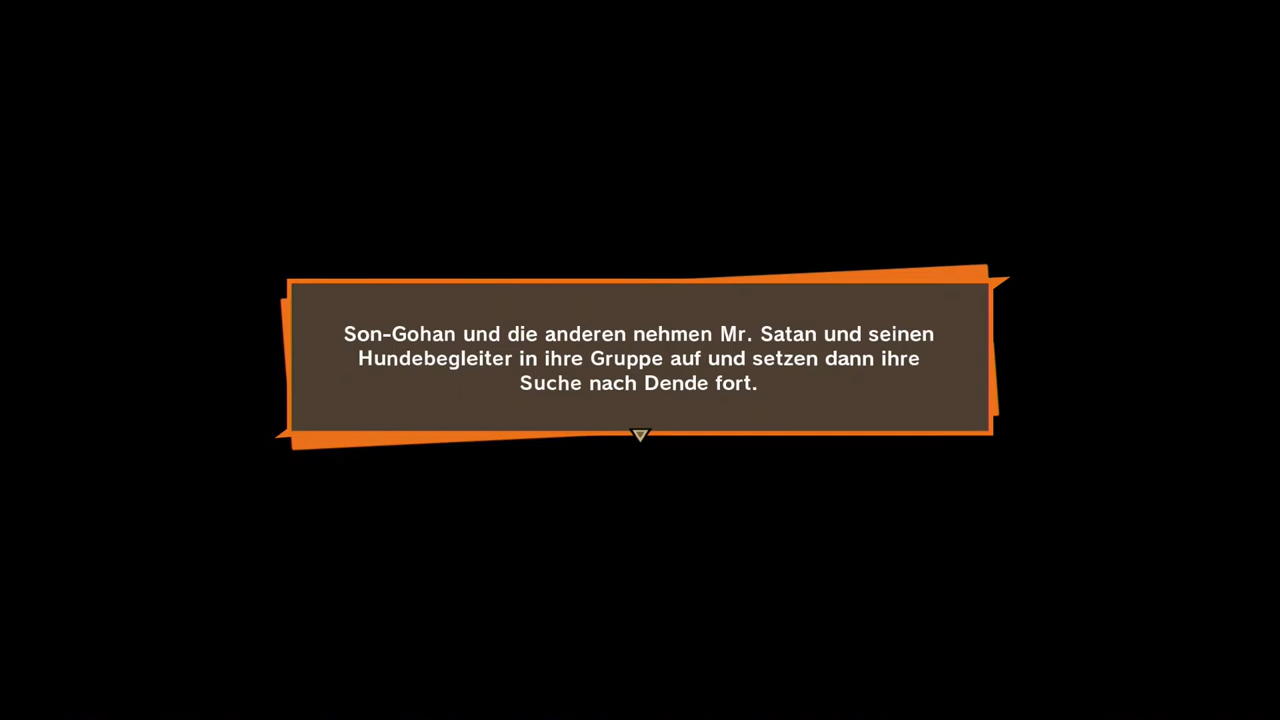 Son-Gohan und die anderen nehmen Mr. Satan und seinen
Hundebegleiter in ihre Gruppe auf und setzen dann ihre
Suche nach Dende fort.